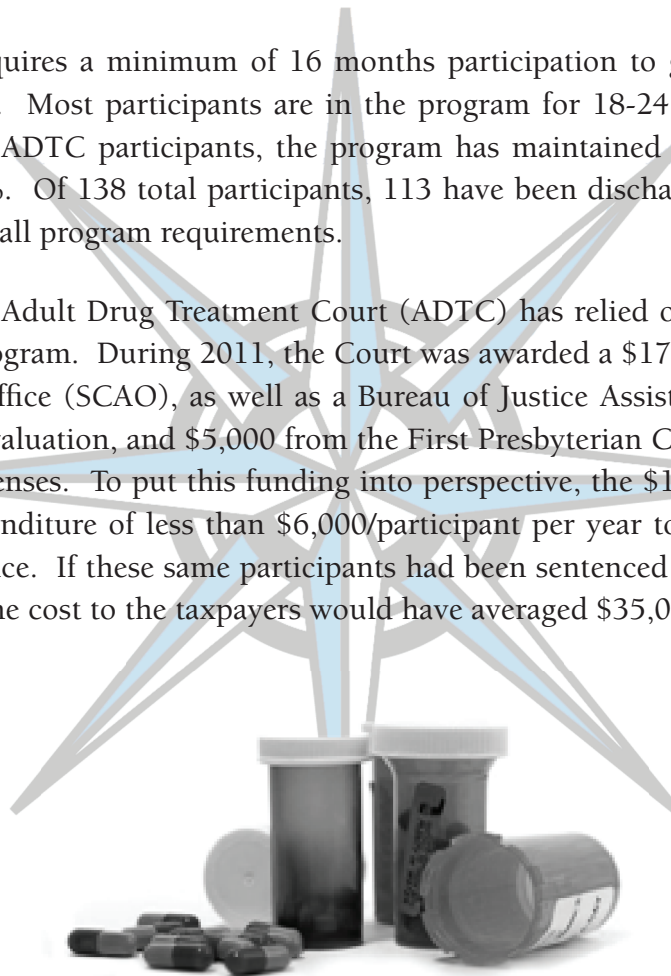 quires a minimum of 16 months participation to
Most participants are in the program for 18-24
ADTC participants, the program has maintained
Of 138 total participants, 113 have been discha
all program requirements.
Adult Drug Treatment Court (ADTC) has relied o
ogram. During 2011, the Court was awarded a $17
ffice (SCAO), as well as a Bureau of Justice Assist
valuation, and $5,000 from the First Presbyterian C
enses. To put this funding into perspective, the $1
nditure of less than $6,000/participant per year to
ce. If these same participants had been sentenced
ne cost to the taxpayers would have averaged $35,0